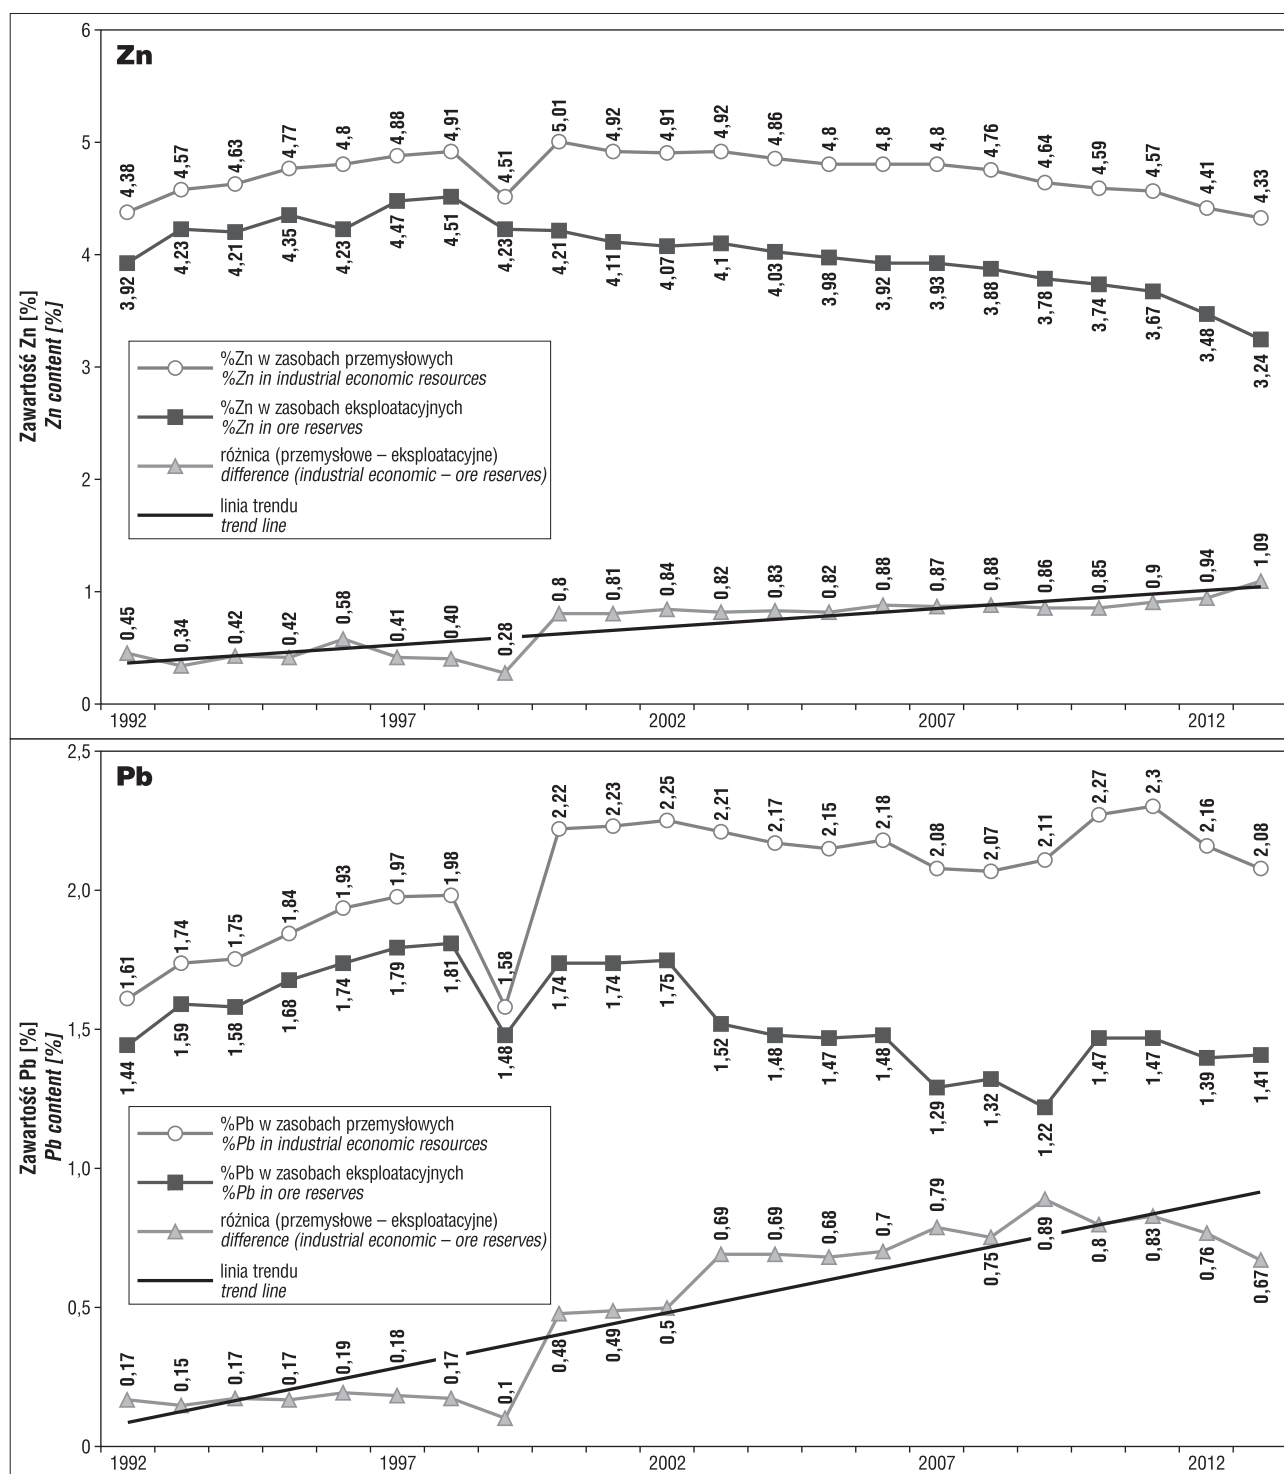 Zn
6
5
4
3
2
1
0
Zawartość Zn [%]
Zn content [%]
4,38 4,57 4,63 4,77 4,8 4,88 4,91 4,51 5,01 4,92 4,91 4,92 4,86 4,8 4,8 4,8 4,76 4,64 4,59 4,57 4,41 4,33
3,92 4,23 4,21 4,35 4,23 4,47 4,51 4,23 4,21 4,11 4,07 4,1 4,03 3,98 3,92 3,93 3,88 3,78 3,74 3,67 3,48 3,24
%Zn w zasobach przemysłowych
%Zn in industrial economic resources
%Zn w zasobach eksploatacyjnych
%Zn in ore reserves
różnica (przemysłowe – eksploatacyjne)
difference (industrial economic – ore reserves)
linia trendu
trend line
0,45 0,34 0,42 0,42 0,58 0,41 0,40 0,28 0,8 0,81 0,84 0,82 0,83 0,82 0,88 0,87 0,88 0,86 0,85 0,9 0,94 1,09
1992 1997 2002 2007 2012
Pb
2,5
2,0
1,5
1,0
0,5
0
Zawartość Pb [%]
Pb content [%]
1,61 1,74 1,75 1,84 1,93 1,97 1,98 1,58 2,22 2,23 2,25 2,21 2,17 2,15 2,18 2,08 2,07 2,11 2,27 2,3 2,16 2,08
1,44 1,59 1,58 1,68 1,74 1,79 1,81 1,48 1,74 1,74 1,75 1,52 1,48 1,47 1,48 1,29 1,32 1,22 1,47 1,47 1,39 1,41
%Pb w zasobach przemysłowych
%Pb in industrial economic resources
%Pb w zasobach eksploatacyjnych
%Pb in ore reserves
różnica (przemysłowe – eksploatacyjne)
difference (industrial economic – ore reserves)
linia trendu
trend line
0,17 0,15 0,17 0,17 0,19 0,18 0,17 0,1 0,48 0,49 0,5 0,69 0,69 0,68 0,7 0,79 0,75 0,89 0,8 0,83 0,76 0,67
1992 1997 2002 2007 2012